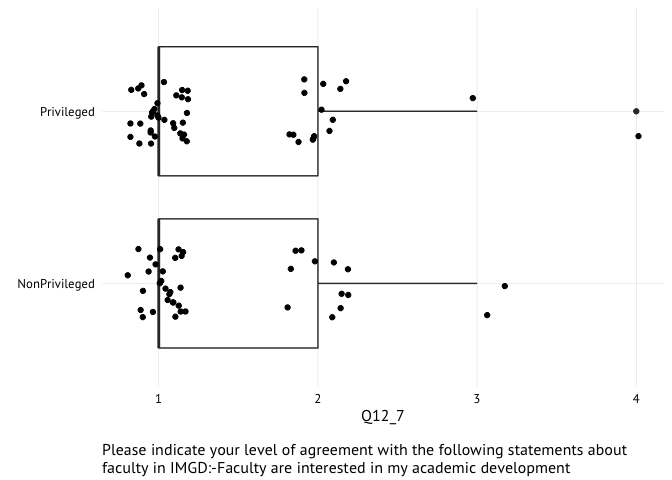 Privileged
NonPrivileged
1 2 3 4
Q12_7
Please indicate your level of agreement with the following statements about
faculty in IMGD:-Faculty are interested in my academic development